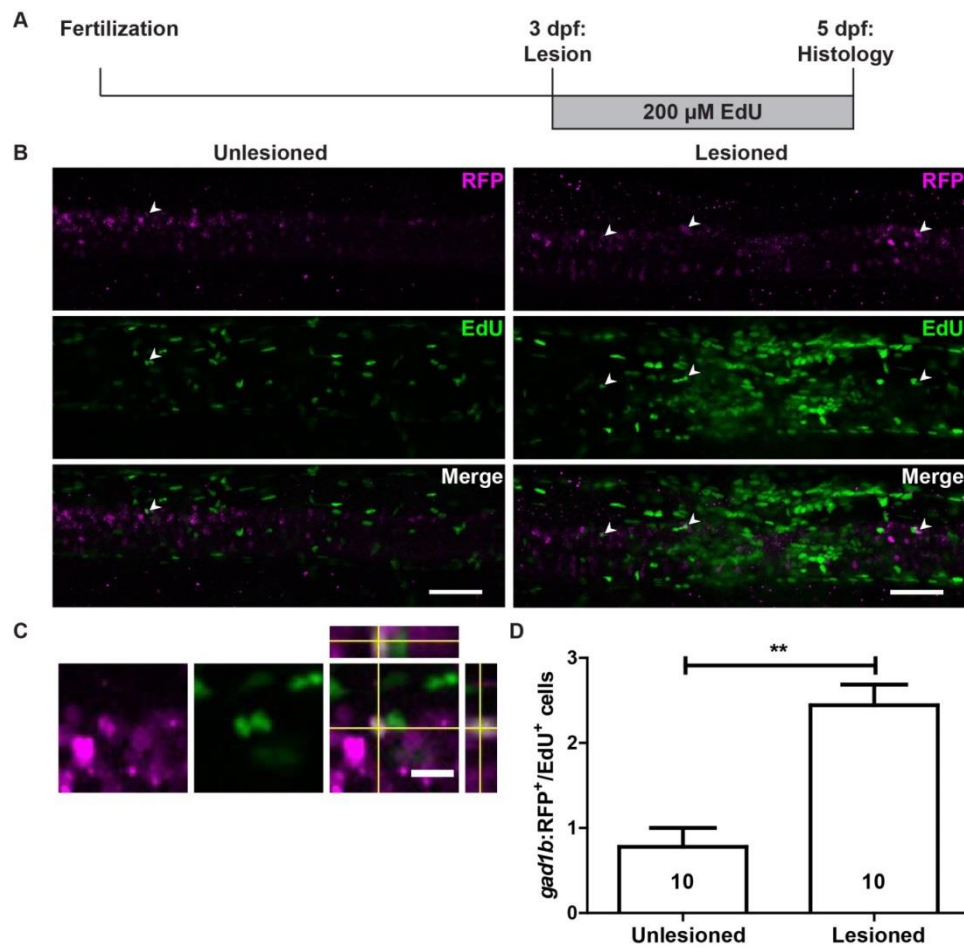 A
Fertilization
3 dpf:
Lesion
5 dpf:
Histology
200 µM EdU
B
Unlesioned
Lesioned
RFP
RFP
EdU
EdU
Merge
Merge
C
D
**
3
2
1
0
gad1b:RFP⁺/EdU⁺ cells
10
10
Unlesioned
Lesioned